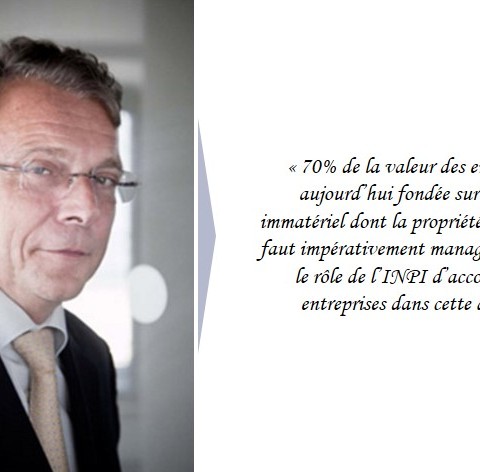 « 70% de la valeur des e
aujourd'hui fondée sur
immatériel dont la propriété
faut impérativement manag
le rôle de l'INPI d'acco
entreprises dans cette